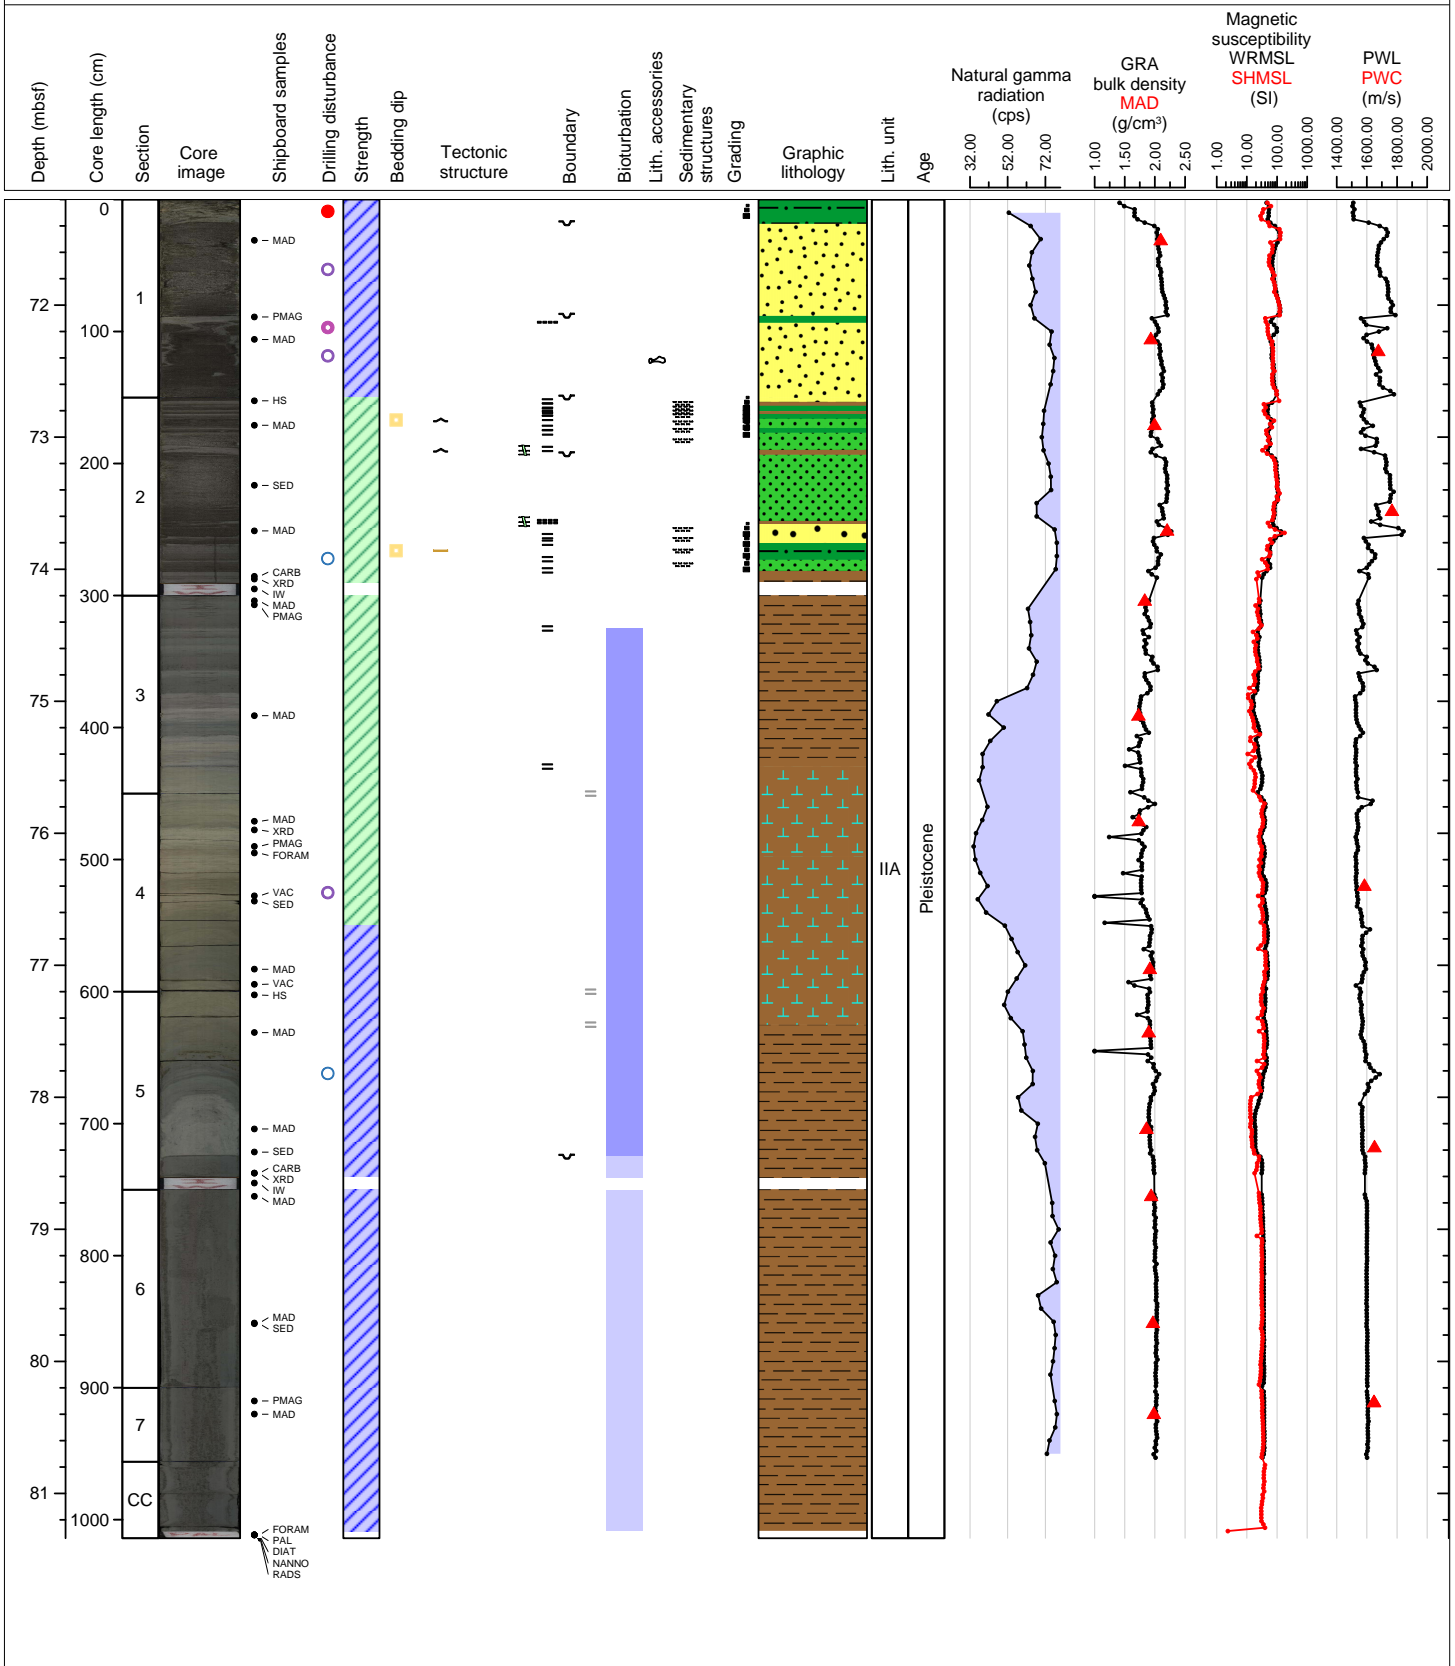 Depth (mbsf)
Core length (cm)
Section
Core
image
Shipboard samples
Drilling disturbance
Strength
Bedding dip
Tectonic
structure
Boundary
Bioturbation
Lith. accessories
Sedimentary
structures
Grading
Graphic
lithology
Lith. unit
Age
Natural gamma
radiation
(cps)
32.00
52.00
72.00
GRA
bulk density
MAD
(g/cm³)
1.00
1.50
2.00
2.50
Magnetic
susceptibility
WRMSL
SHMSL
(SI)
1.00
10.00
100.00
1000.00
PWL
PWC
(m/s)
1400.00
1600.00
1800.00
2000.00
72
73
74
75
76
77
78
79
80
81
0
100
200
300
400
500
600
700
800
900
1000
1
2
3
4
5
6
7
CC
MAD
PMAG
MAD
HS
MAD
SED
MAD
CARB
XRD
IW
MAD
PMAG
MAD
MAD
XRD
PMAG
FORAM
VAC
SED
MAD
VAC
HS
MAD
MAD
SED
CARB
XRD
IW
MAD
MAD
SED
PMAG
MAD
FORAM
PAL
DIAT
NANNO
RADS
IIA
Pleistocene